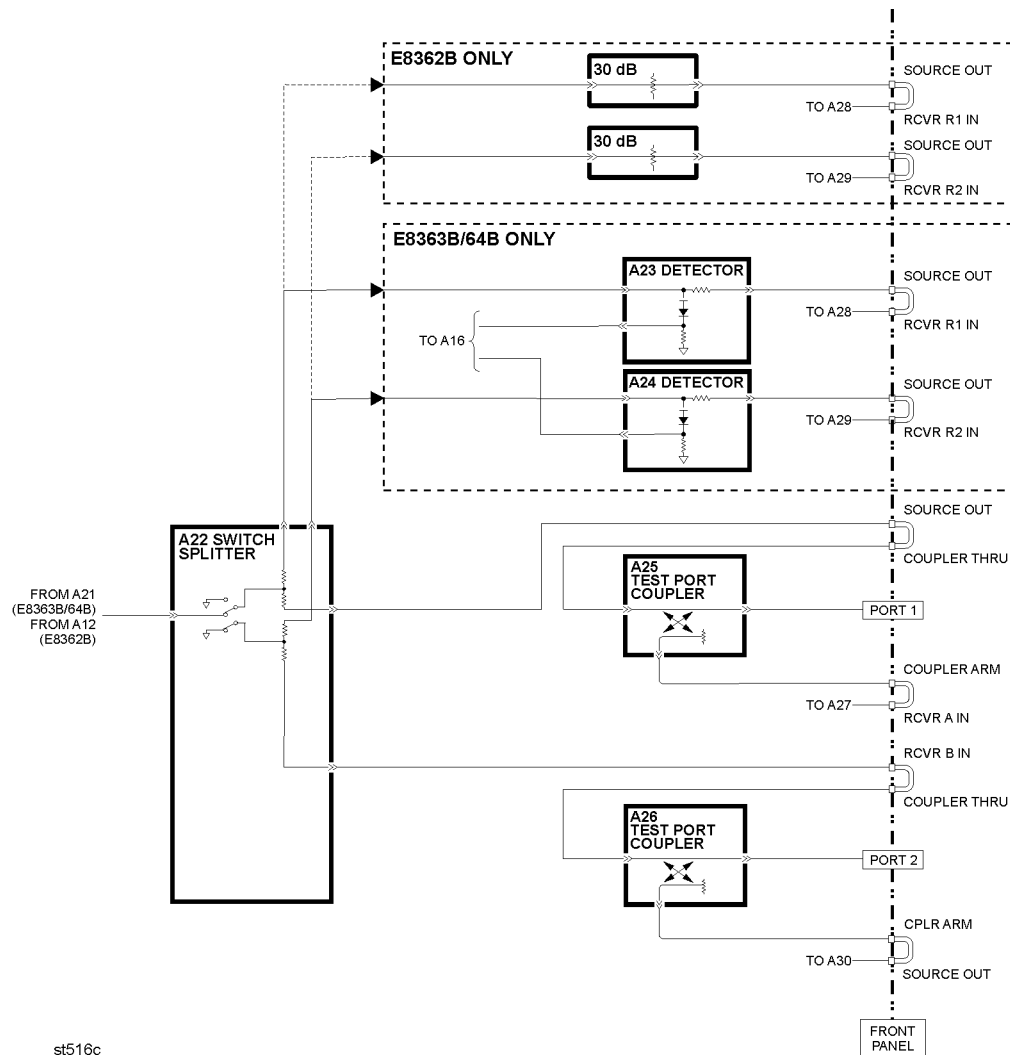 E8362B ONLY
30 dB
SOURCE OUT
TO A28
RCVR R1 IN
30 dB
SOURCE OUT
TO A29
RCVR R2 IN
E8363B/64B ONLY
A23 DETECTOR
SOURCE OUT
TO A28
RCVR R1 IN
TO A16
A24 DETECTOR
SOURCE OUT
TO A29
RCVR R2 IN
A22 SWITCH
SPLITTER
SOURCE OUT
COUPLER THRU
A25
TEST PORT
COUPLER
FROM A21
(E8363B/64B)
FROM A12
(E8362B)
PORT 1
COUPLER ARM
TO A27
RCVR A IN
RCVR B IN
COUPLER THRU
A26
TEST PORT
COUPLER
PORT 2
CPLR ARM
TO A30
SOURCE OUT
FRONT
PANEL
st516c